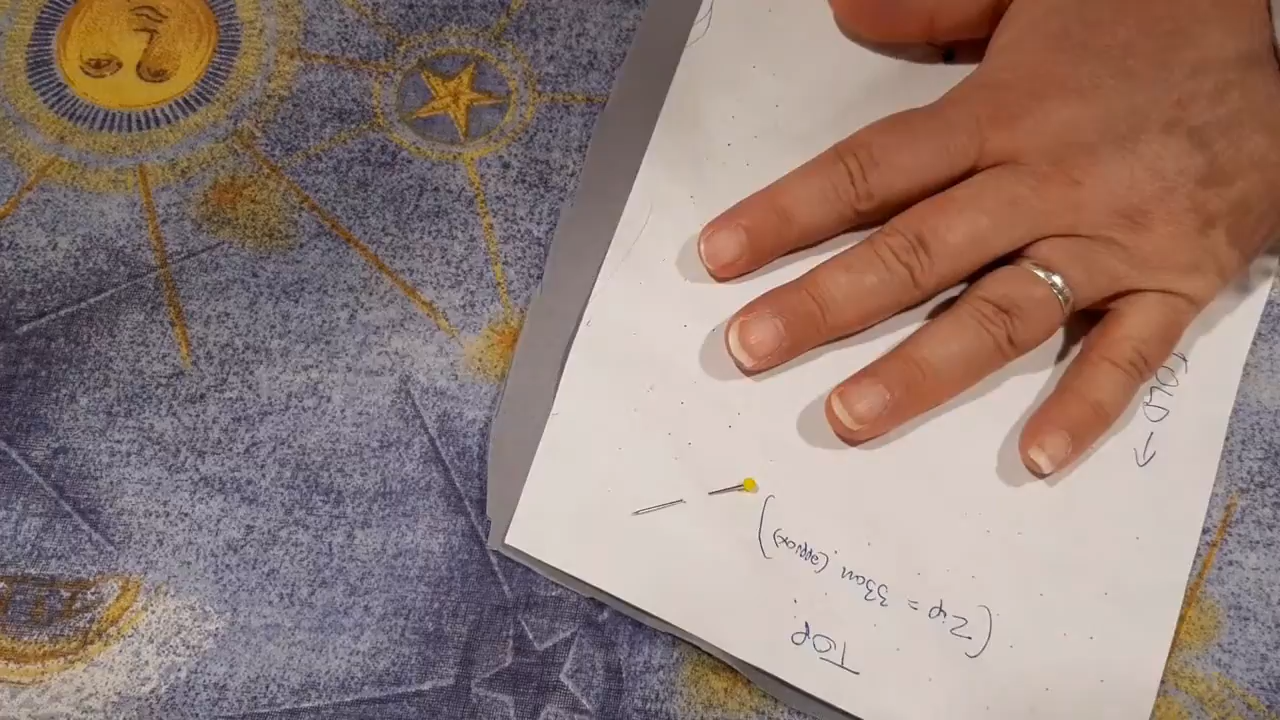 TOP
(Zip = 33cm (approx)
)
FOLD →